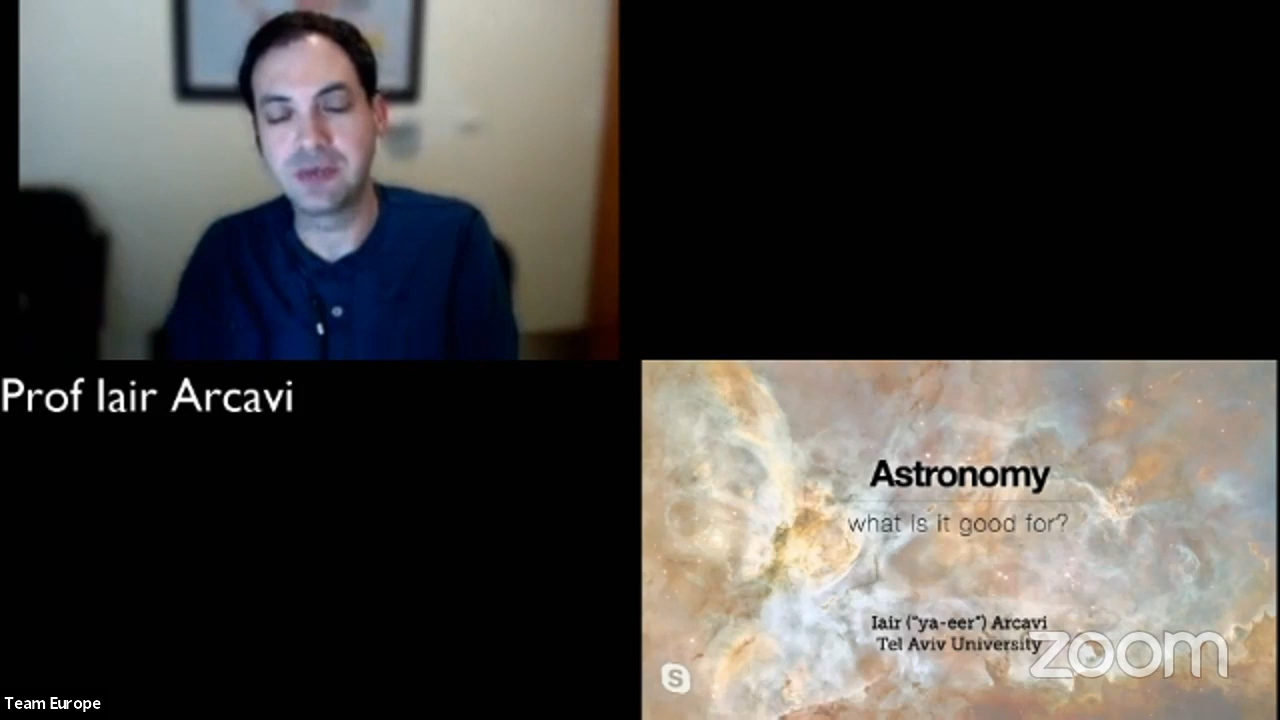 Prof Iair Arcavi
Astronomy
what is it good for?
Iair ("ya-eer") Arcavi
Tel Aviv University
zoom
S
Team Europe